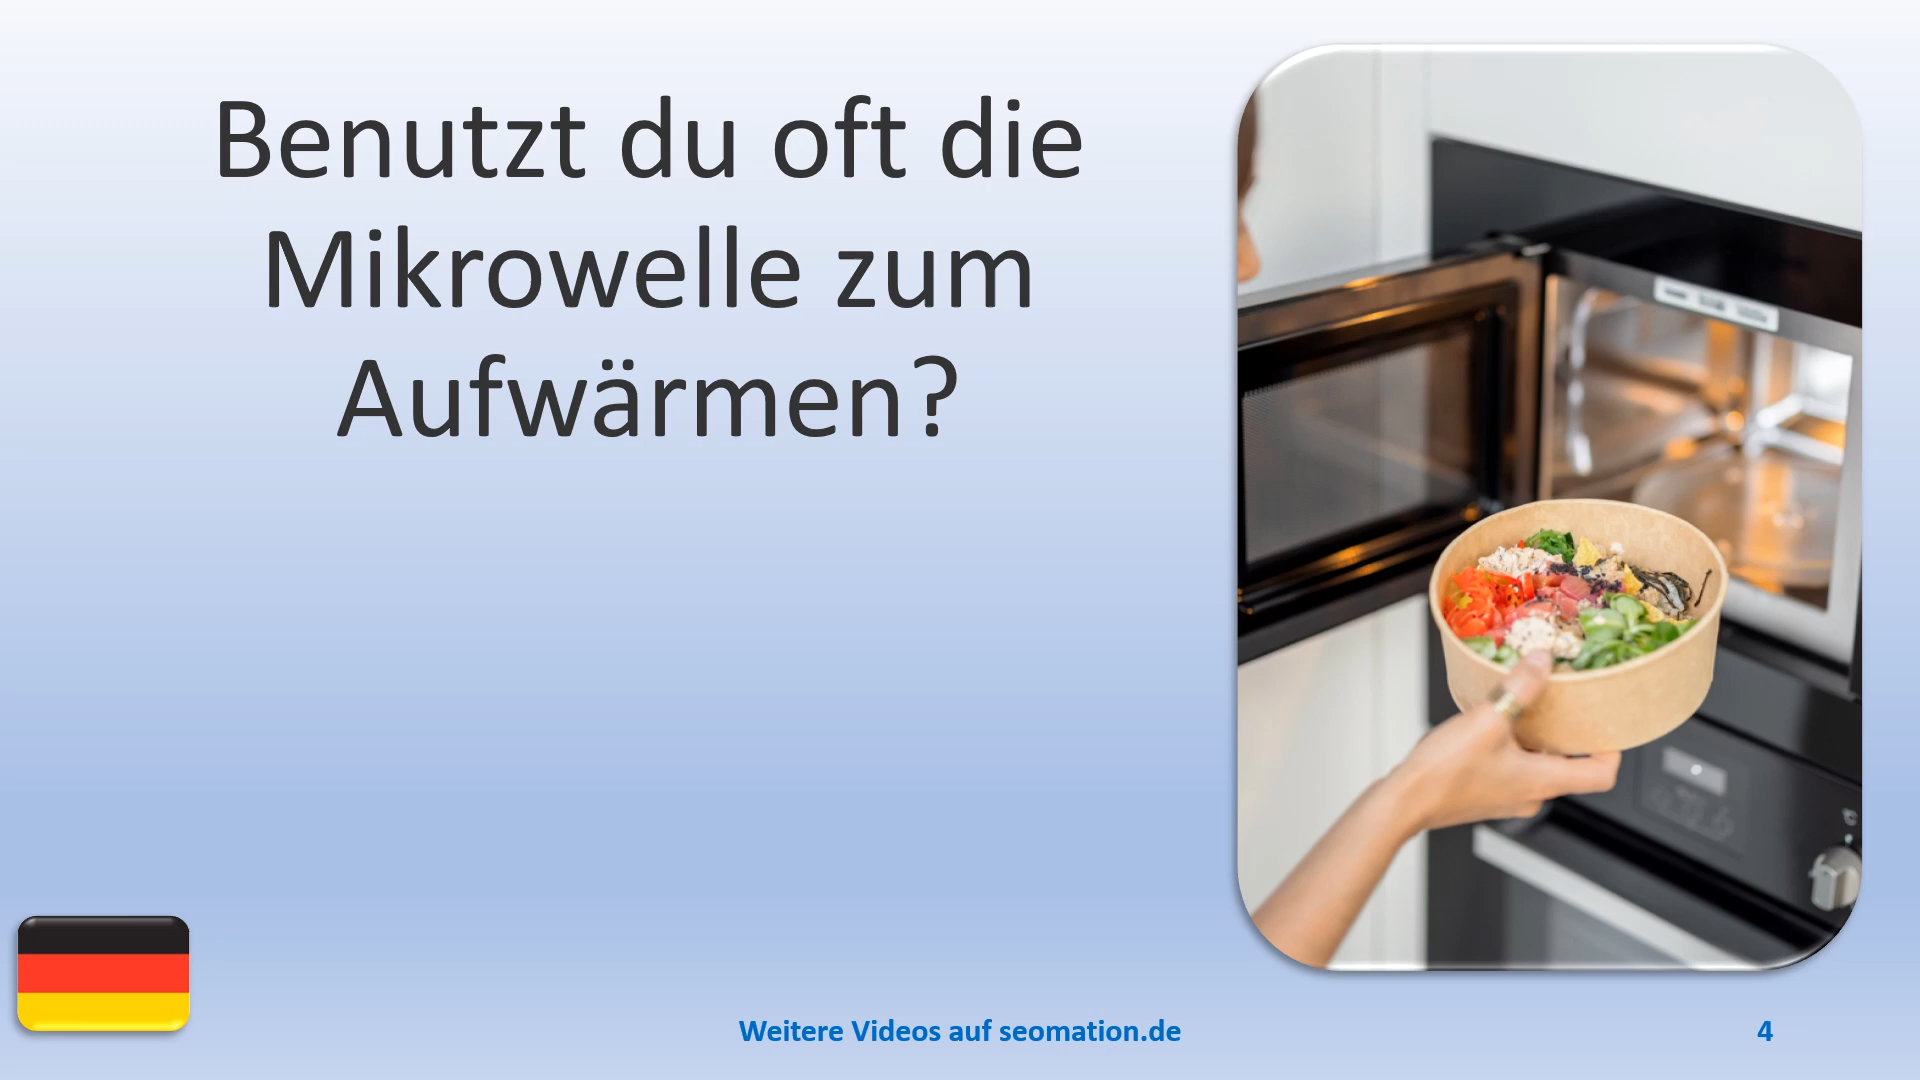 Benutzt du oft die
Mikrowelle zum
Aufwärmen?
Weitere Videos auf seomation.de
4